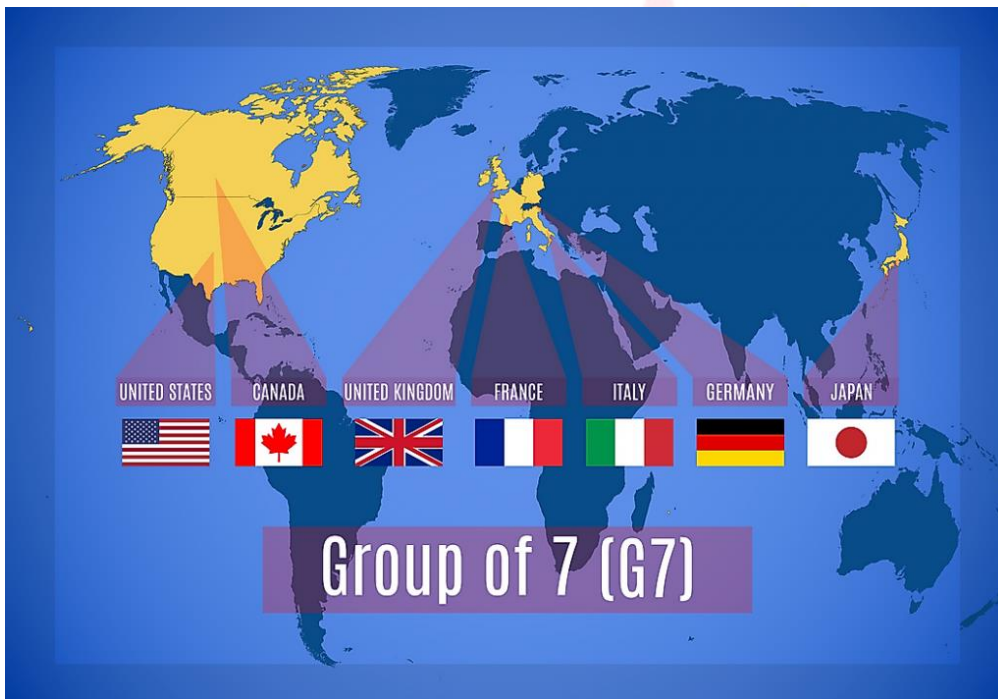 UNITED STATES
CANADA
UNITED KINGDOM
FRANCE
ITALY
GERMANY
JAPAN
Group of 7 (G7)